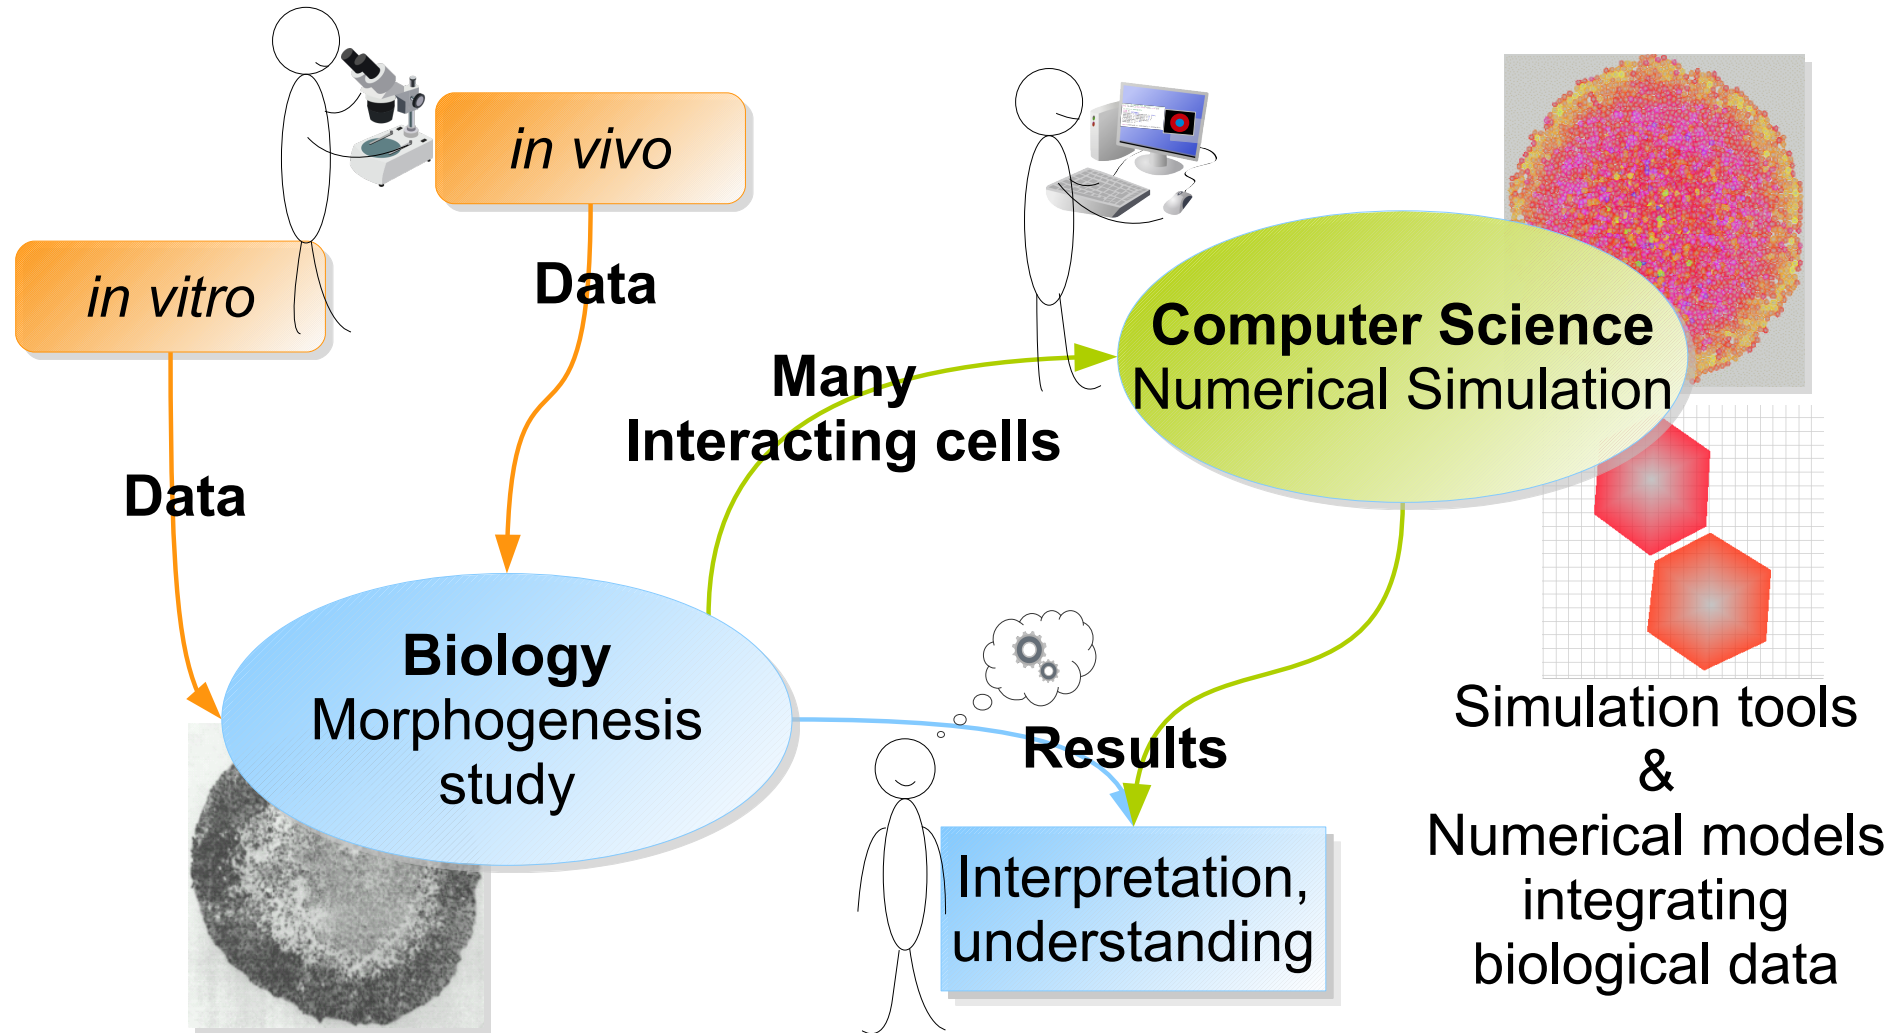 in vivo
in vitro
Data
Data
Many
Interacting cells
Computer Science
Numerical Simulation
Biology
Morphogenesis
study
Results
Interpretation,
understanding
Simulation tools
&
Numerical models
integrating
biological data